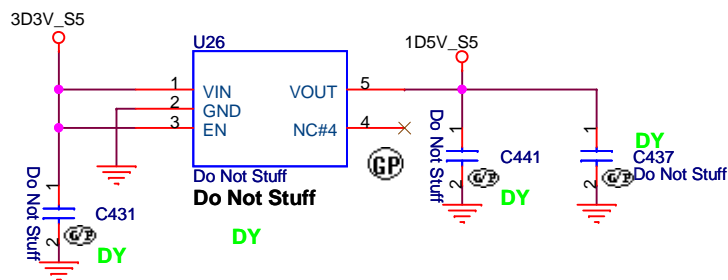 3D3V_S5
U26
1D5V_S5
1 VIN VOUT 5
2 GND
3 EN NC#4 4
GP
Do Not Stuff
Do Not Stuff
DY
Do Not Stuff
1
2
C431
G/P
DY
Do Not Stuff
1
2
C441
G/P
DY
1
2
DY
C437
Do Not Stuff
G/P